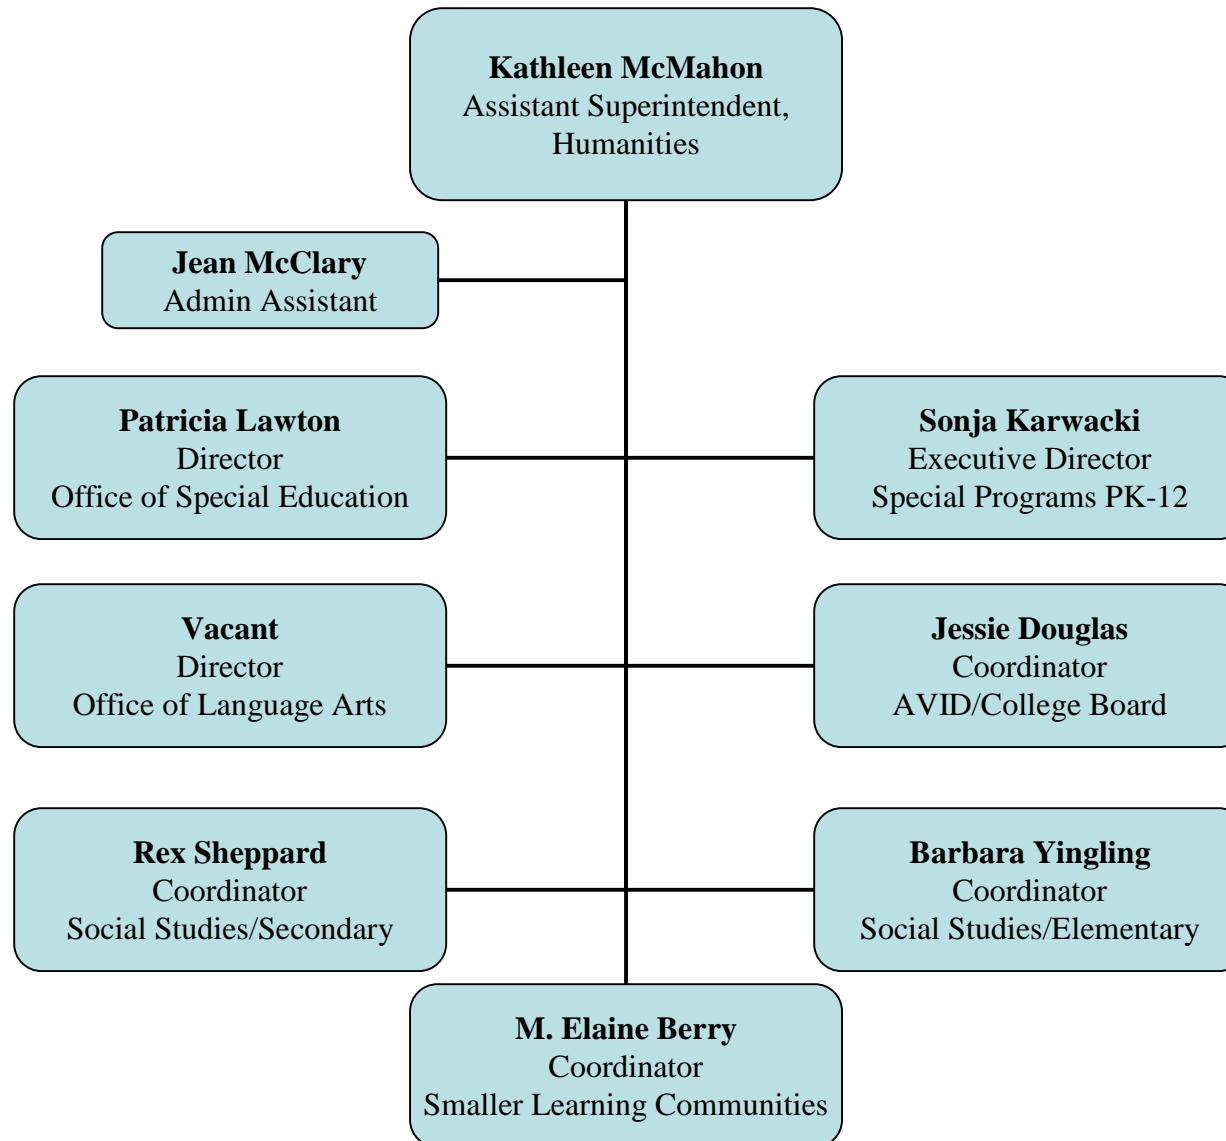 Kathleen McMahon
Assistant Superintendent,
Humanities
Jean McClary
Admin Assistant
Patricia Lawton
Director
Office of Special Education
Sonja Karwacki
Executive Director
Special Programs PK-12
Vacant
Director
Office of Language Arts
Jessie Douglas
Coordinator
AVID/College Board
Rex Sheppard
Coordinator
Social Studies/Secondary
Barbara Yingling
Coordinator
Social Studies/Elementary
M. Elaine Berry
Coordinator
Smaller Learning Communities